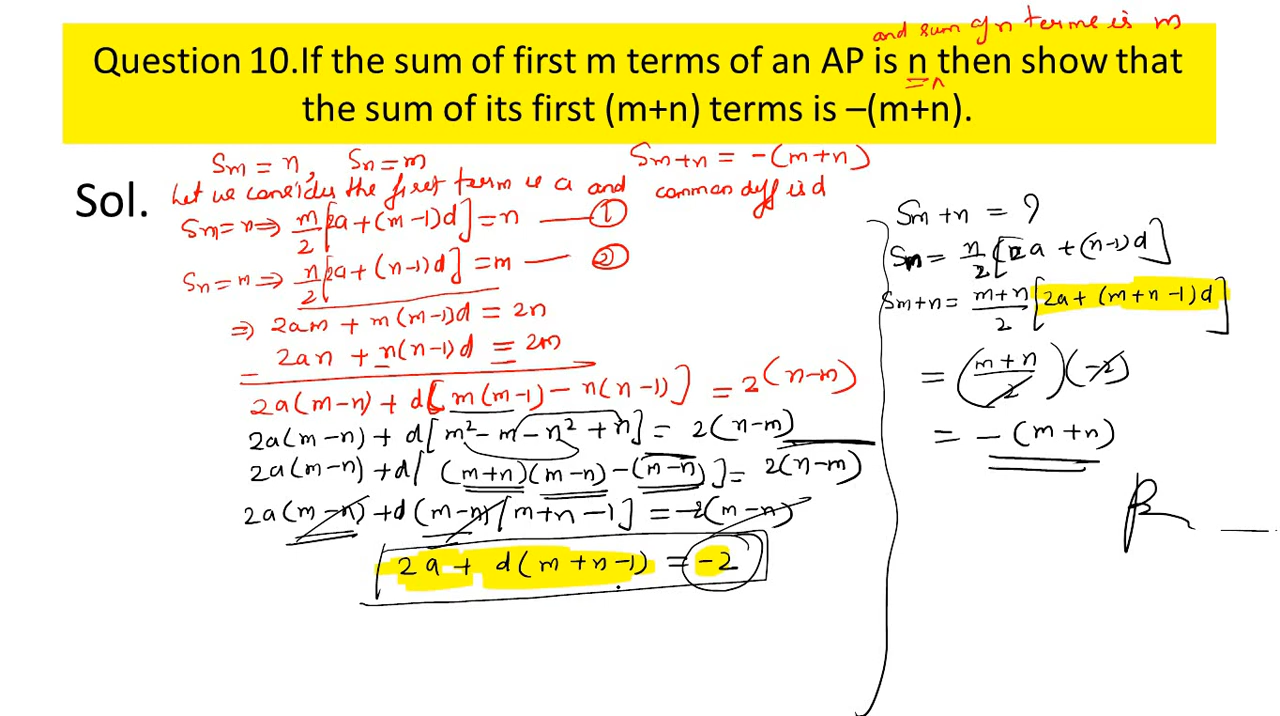 and sum of n terms is m
Question 10.If the sum of first m terms of an AP is n then show that
= n
the sum of its first (m+n) terms is –(m+n).
Sm = n, Sn = m Sm+n = -(m+n)
Sol. Let we consider the first term is a and common diff is d
Sm = n ⇒ m/2 [2a + (m-1)d] = n — ①
Sn = m ⇒ n/2 [2a + (n-1)d] = m — ②
⇒ 2am + m(m-1)d = 2n
- 2an + n(n-1)d = 2m
2a(m-n) + d[m(m-1) - n(n-1)] = 2(n-m)
2a(m-n) + d[m² - m - n² + n] = 2(n-m)
2a(m-n) + d[(m+n)(m-n) - (m-n)] = 2(n-m)
2a(m-n) + d(m-n)[m+n-1] = -2(m-n)
2a + d(m+n-1) = -2
Sm+n = ?
Sn = n/2 [2a + (n-1)d]
Sm+n = m+n/2 [2a + (m+n-1)d]
= (m+n/2)(-2)
= -(m+n)